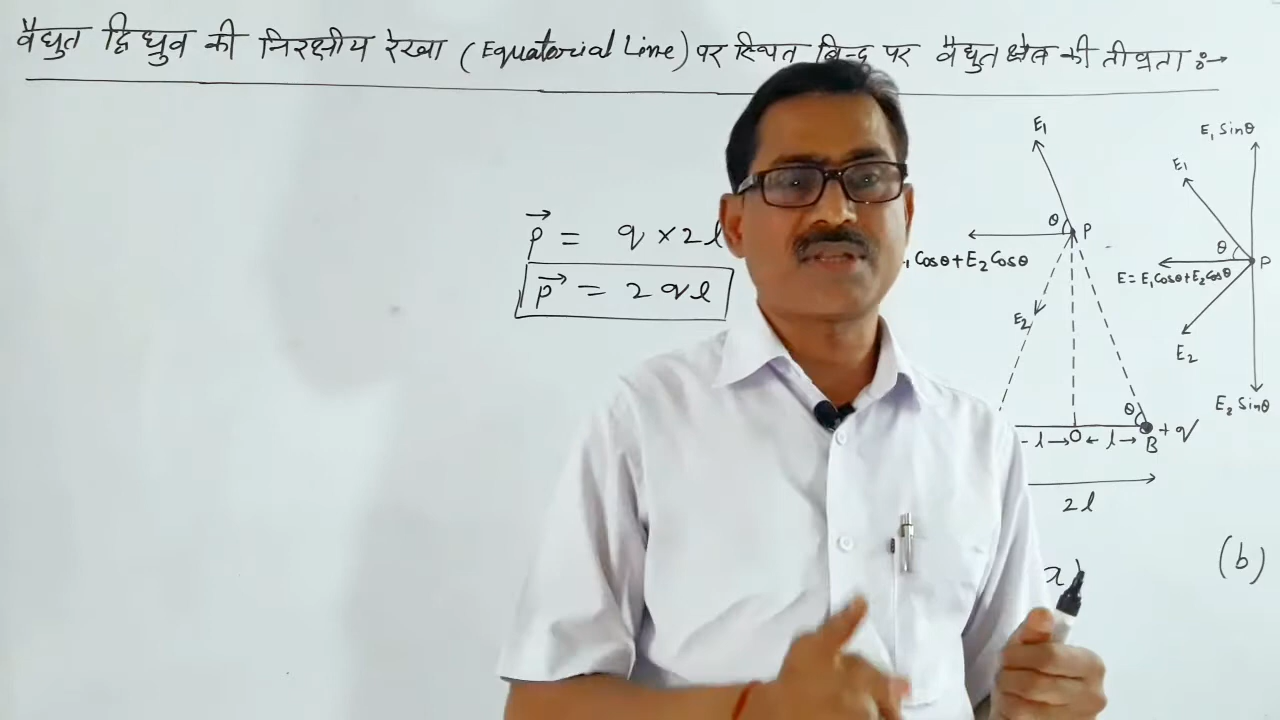 वैद्युत द्विध्रुव की निरक्षीय रेखा (Equatorial Line) पर स्थित बिन्दु पर वैद्युत क्षेत्र की तीव्रता :→
p⃗ = q × 2l
p⃗ = 2ql
E₁
θ
P
Cosθ + E₂ Cosθ
E₂
θ
l → O ← l →
B
+q
2l
E₁ Sinθ
E₁
θ
P
E = E₁Cosθ + E₂Cosθ
E₂
E₂ Sinθ
(b)